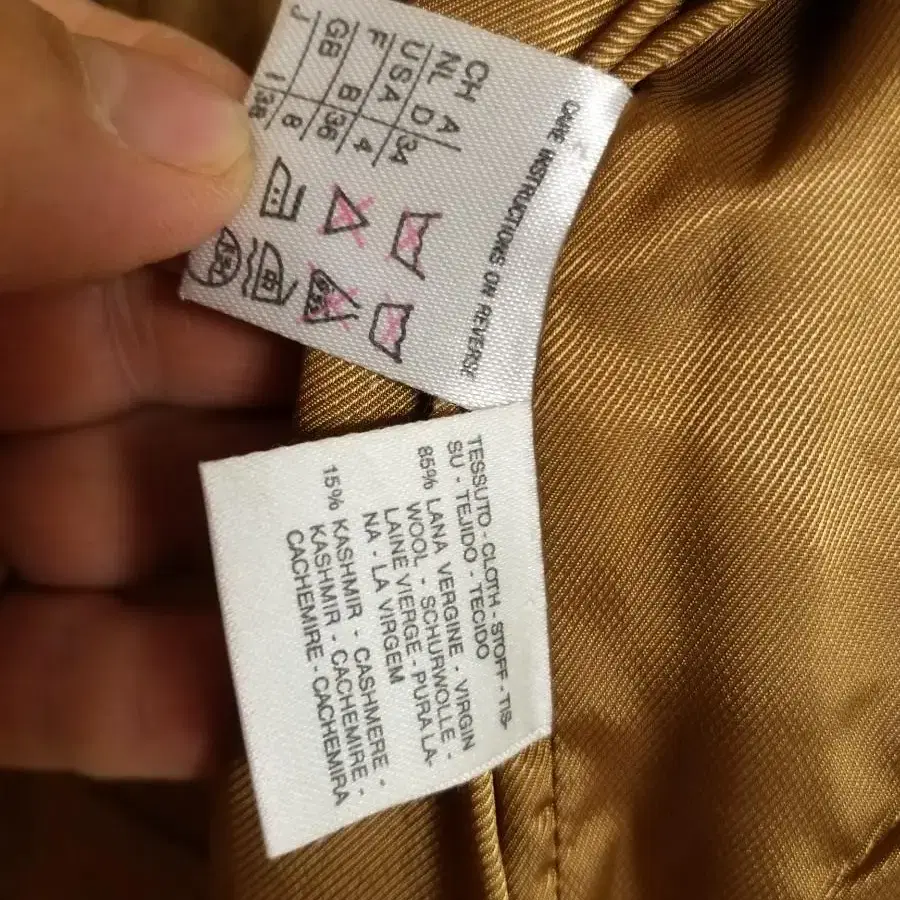 CARE INSTRUCTIONS ON REVERSE
CH A
NL D 34
USA 4
F B 36
GB 8
J I 38
TESSUTO - CLOTH - STOFF - TIS-
SU - TEJIDO - TECIDO
85% LANA VERGINE - VIRGIN
WOOL - SCHURWOLLE -
LAINE VIERGE - PURA LA-
NA - LA VIRGEM
15% KASHMIR - CASHMERE -
KASHMIR - CACHEMIRE -
CACHEMIRE - CACHEMIRA